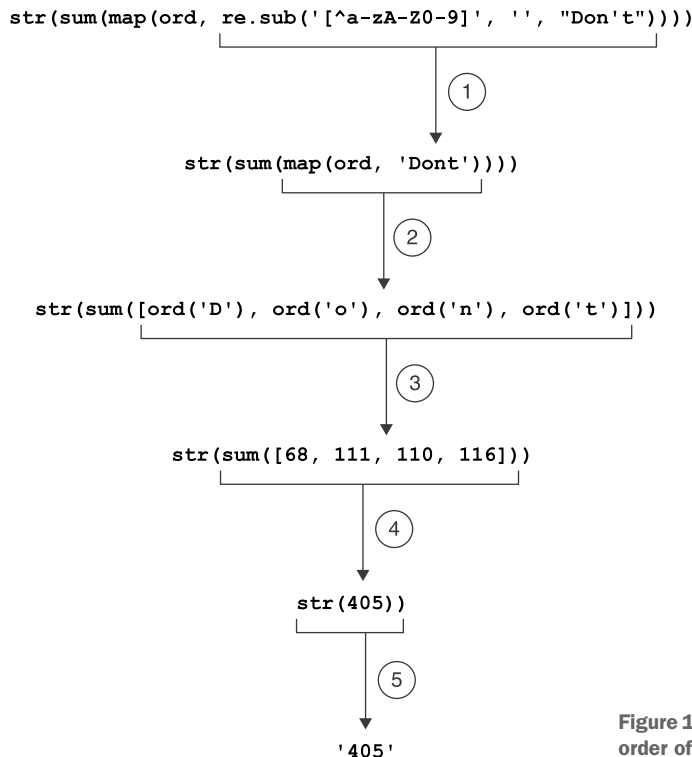 str(sum(map(ord, re.sub('[^a-zA-Z0-9]', '', "Don't"))))
1
str(sum(map(ord, 'Dont'))))
2
str(sum([ord('D'), ord('o'), ord('n'), ord('t')]))
3
str(sum([68, 111, 110, 116]))
4
str(405))
5
'405'
Figure 1
order of